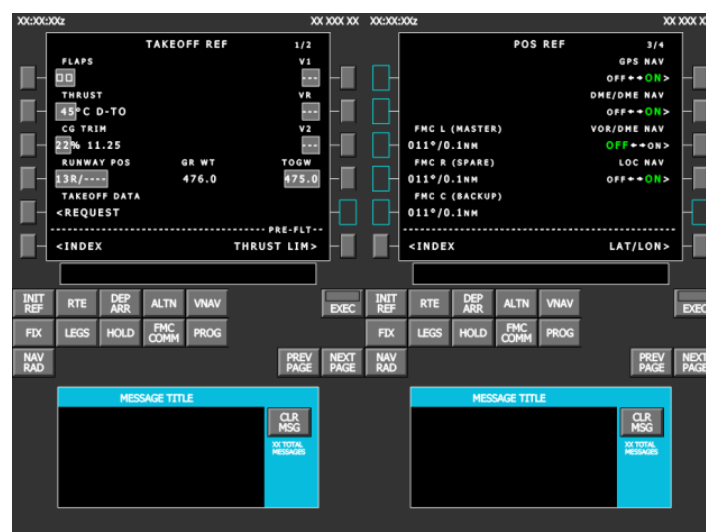 XX:XX:XXz
XX XXX XX
XX:XX:XXz
XX XXX X
TAKEOFF REF 1/2
FLAPS V1
□□ ---
THRUST VR
45°C D-TO ---
CG TRIM V2
22% 11.25 ---
RUNWAY POS GR WT TOGW
13R/---- 476.0 475.0
TAKEOFF DATA
<REQUEST
PRE-FLT
<INDEX THRUST LIM>
POS REF 3/4
GPS NAV
OFF←→ON>
DME/DME NAV
OFF←→ON>
FMC L (MASTER) VOR/DME NAV
011°/0.1NM OFF←→ON>
FMC R (SPARE) LOC NAV
011°/0.1NM OFF←→ON>
FMC C (BACKUP)
011°/0.1NM
<INDEX LAT/LON>
INIT REF
RTE
DEP ARR
ALTN
VNAV
EXEC
FIX
LEGS
HOLD
FMC COMM
PROG
NAV RAD
PREV PAGE
NEXT PAGE
INIT REF
RTE
DEP ARR
ALTN
VNAV
EXEC
FIX
LEGS
HOLD
FMC COMM
PROG
NAV RAD
PREV PAGE
NEXT PAGE
MESSAGE TITLE
CLR MSG
XX TOTAL MESSAGES
MESSAGE TITLE
CLR MSG
XX TOTAL MESSAGES